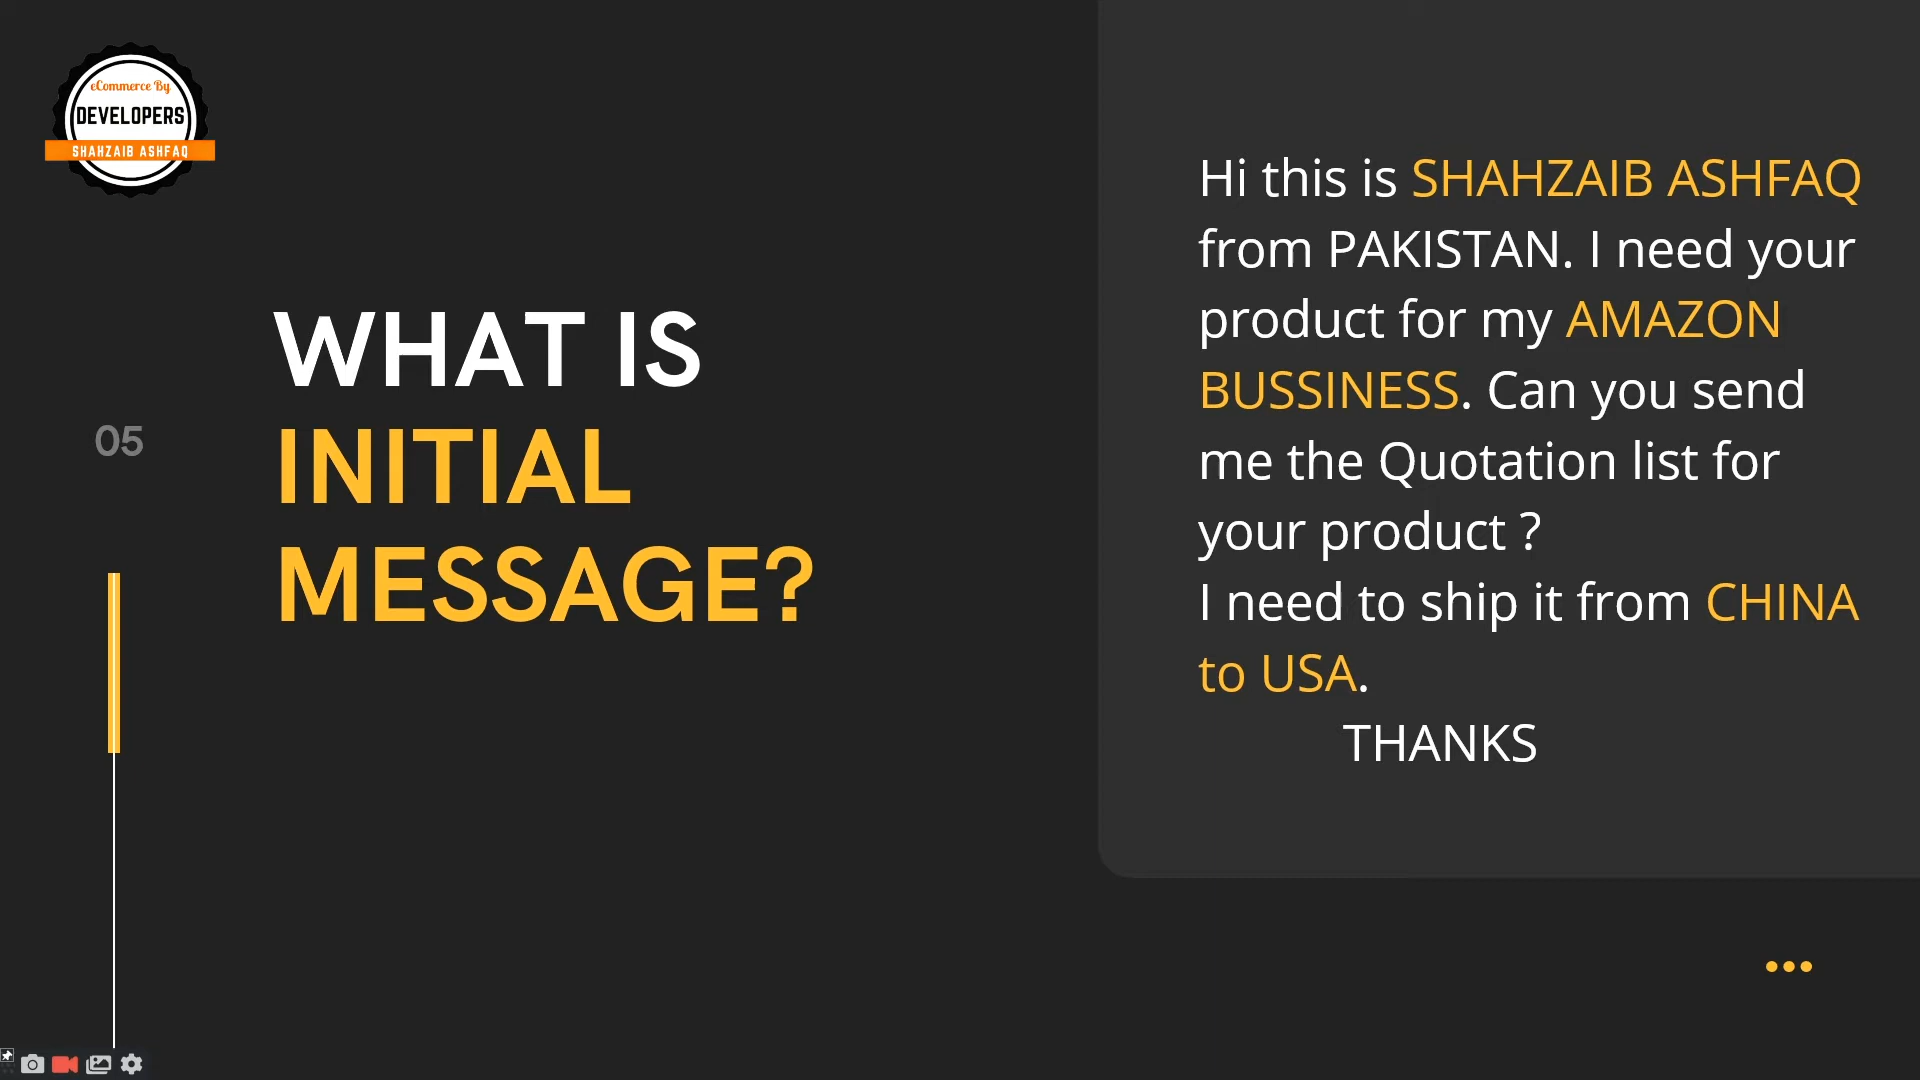 eCommerce By
DEVELOPERS
SHAHZAIB ASHFAQ
05
WHAT IS
INITIAL
MESSAGE?
Hi this is SHAHZAIB ASHFAQ
from PAKISTAN. I need your
product for my AMAZON
BUSSINESS. Can you send
me the Quotation list for
your product ?
I need to ship it from CHINA
to USA.
THANKS